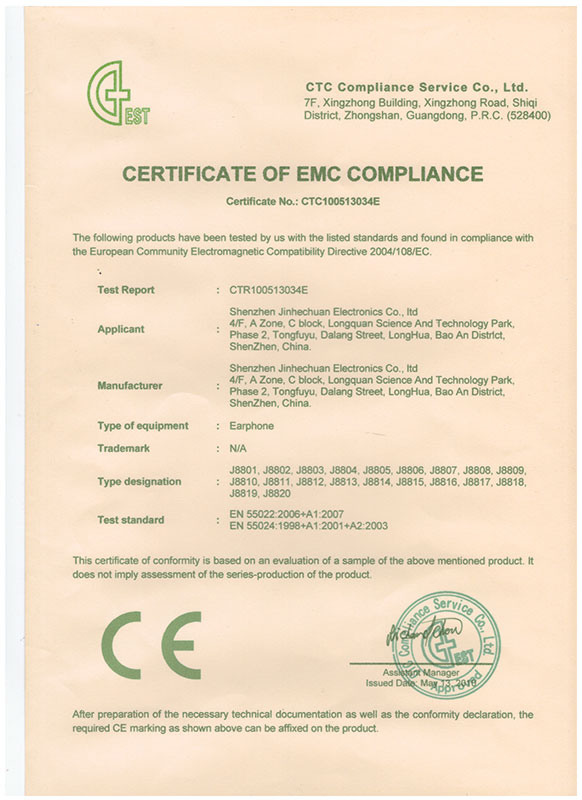 EST
CTC Compliance Service Co., Ltd.
7F, Xingzhong Building, Xingzhong Road, Shiqi
District, Zhongshan, Guangdong, P.R.C. (528400)
CERTIFICATE OF EMC COMPLIANCE
Certificate No.: CTC100513034E
The following products have been tested by us with the listed standards and found in compliance with
the European Community Electromagnetic Compatibility Directive 2004/108/EC.
Test Report : CTR100513034E
Applicant : Shenzhen Jinhechuan Electronics Co., ltd
4/F, A Zone, C block, Longquan Science And Technology Park,
Phase 2, Tongfuyu, Dalang Street, LongHua, Bao An District,
ShenZhen, China.
Manufacturer : Shenzhen Jinhechuan Electronics Co., ltd
4/F, A Zone, C block, Longquan Science And Technology Park,
Phase 2, Tongfuyu, Dalang Street, LongHua, Bao An District,
ShenZhen, China.
Type of equipment : Earphone
Trademark : N/A
Type designation : J8801, J8802, J8803, J8804, J8805, J8806, J8807, J8808, J8809,
J8810, J8811, J8812, J8813, J8814, J8815, J8816, J8817, J8818,
J8819, J8820
Test standard : EN 55022:2006+A1:2007
EN 55024:1998+A1:2001+A2:2003
This certificate of conformity is based on an evaluation of a sample of the above mentioned product. It
does not imply assessment of the series-production of the product.
CE
CTC Compliance Service Co., Ltd
EST
Approved
Assistant Manager
Issued Date: May 13, 2010
After preparation of the necessary technical documentation as well as the conformity declaration, the
required CE marking as shown above can be affixed on the product.